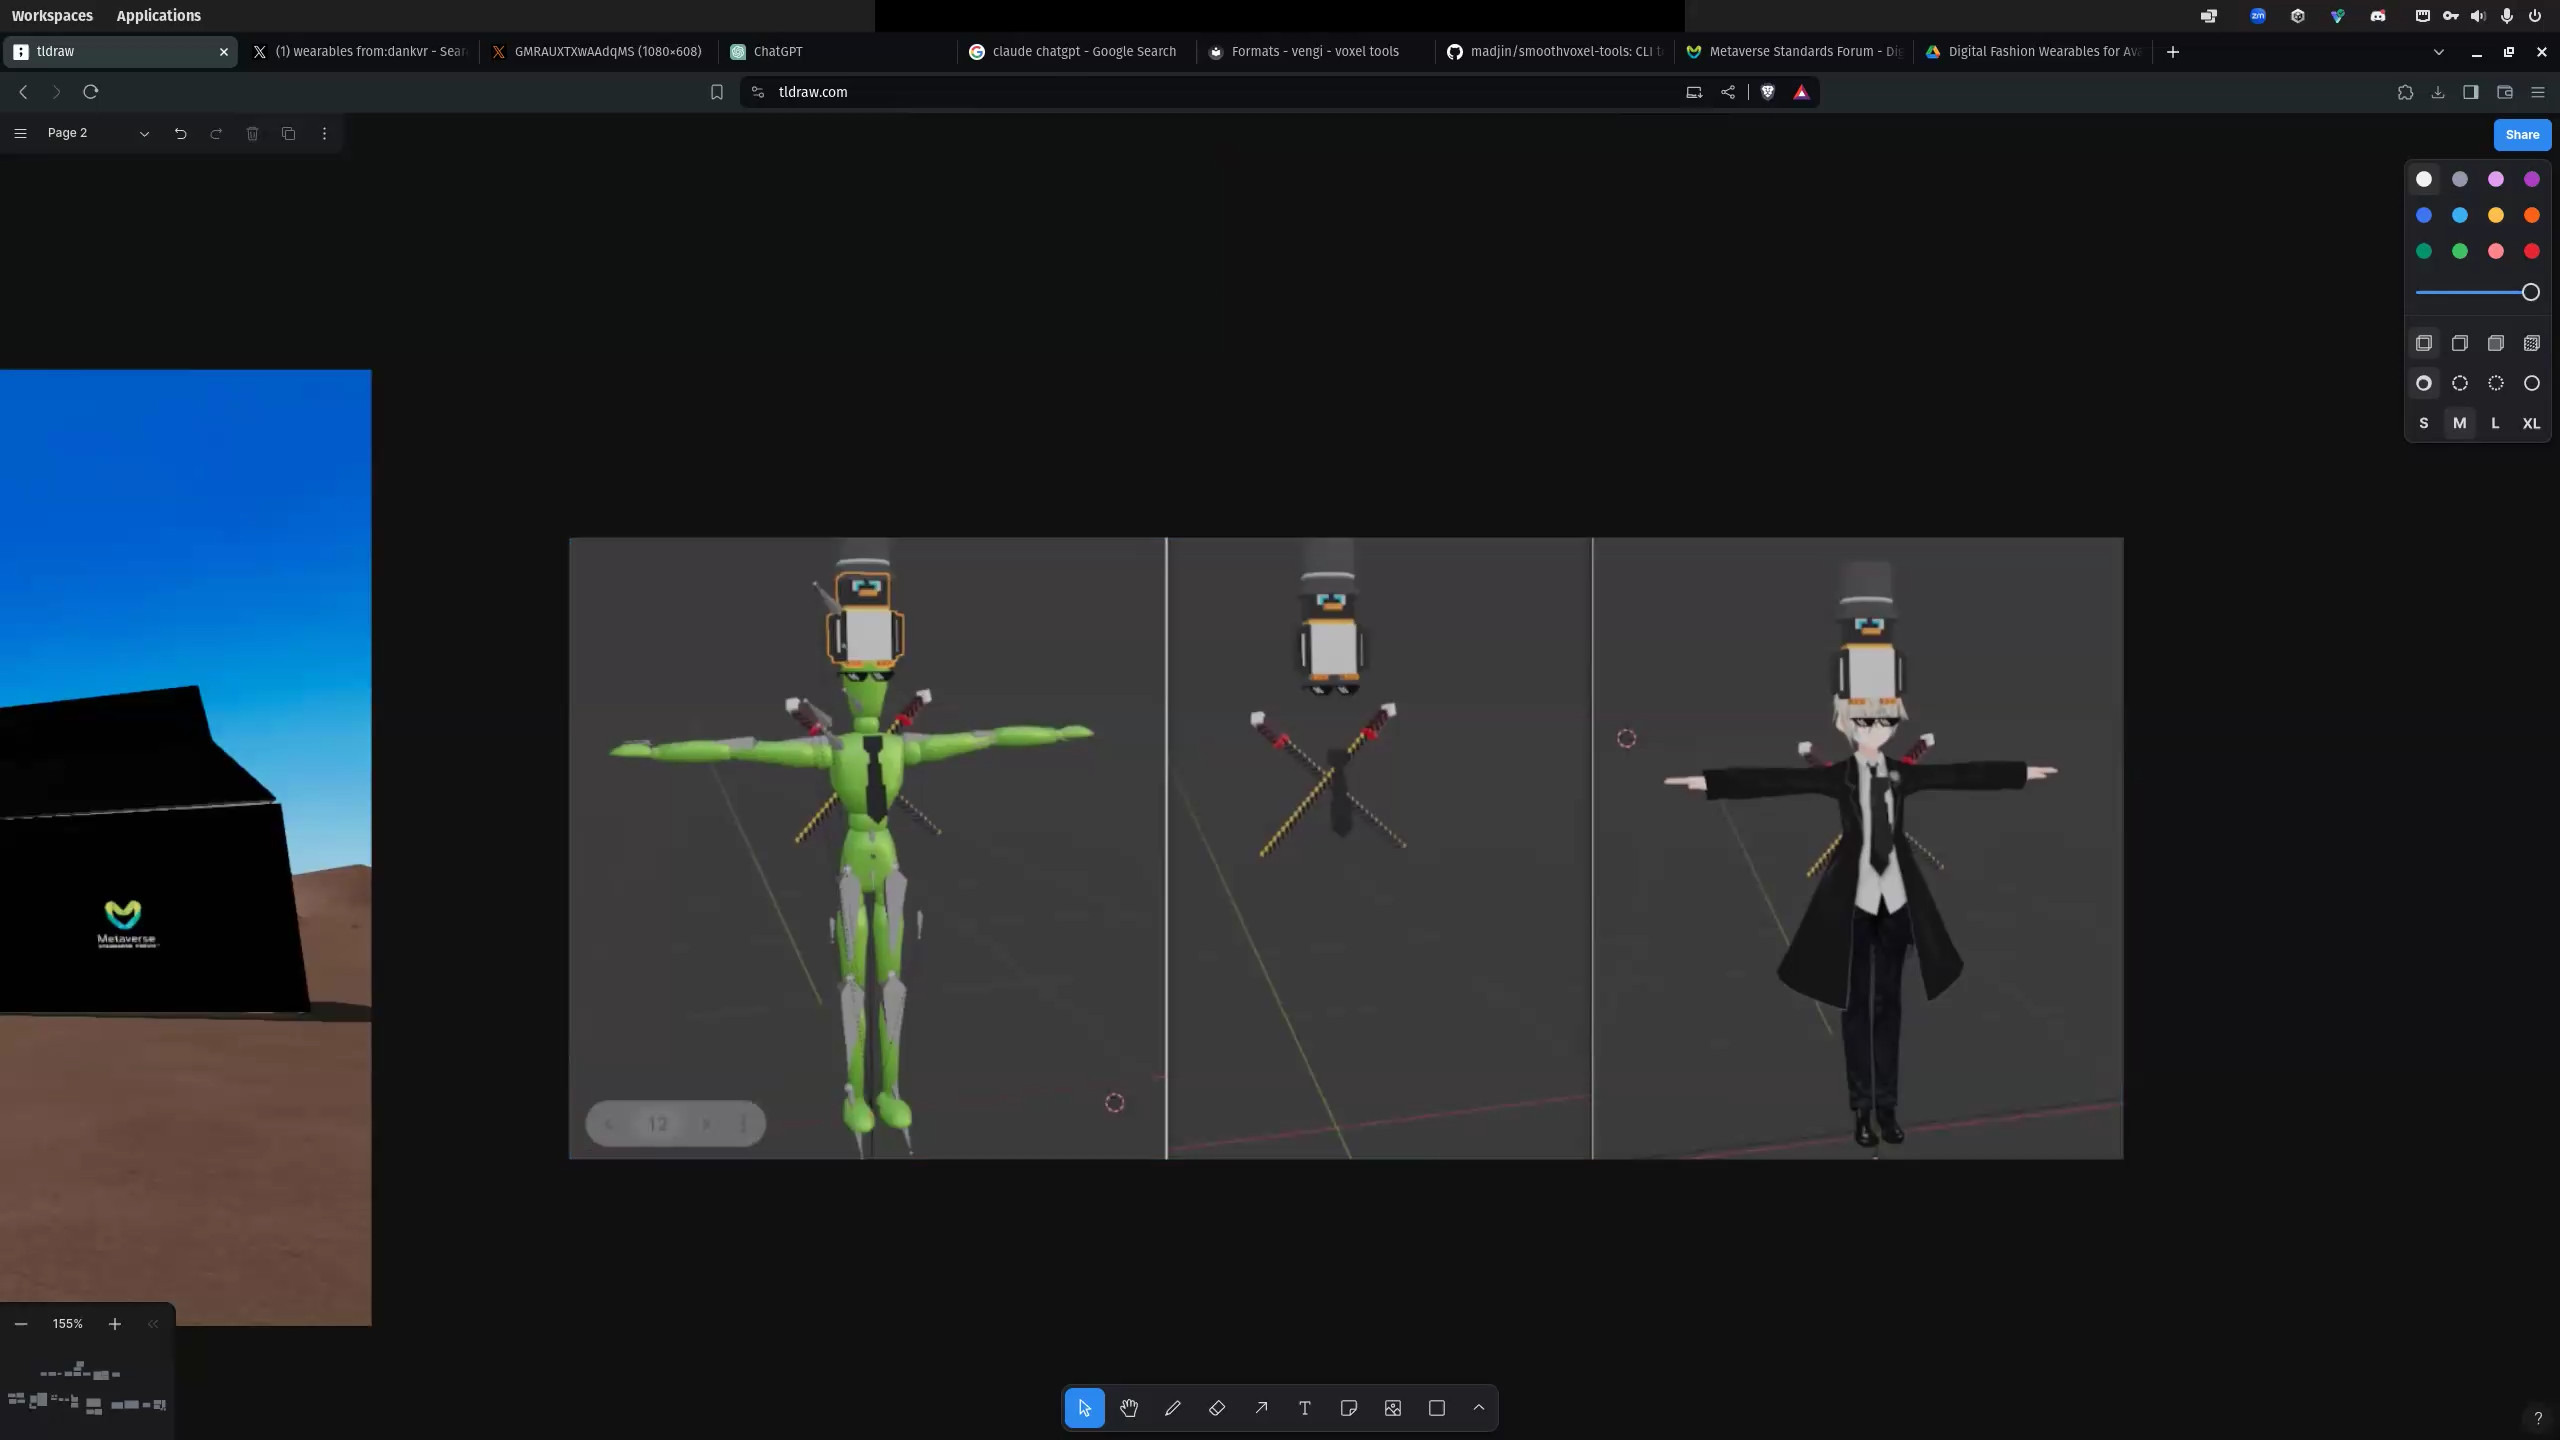 Workspaces Applications
tldraw
(1) wearables from:dankvr - Sear
GMRAUXTXwAAdqMS (1080×608)
ChatGPT
claude chatgpt - Google Search
Formats - vengi - voxel tools
madjin/smoothvoxel-tools: CLI t
Metaverse Standards Forum - Dig
Digital Fashion Wearables for Ava
tldraw.com
Page 2
Share
S M L XL
Metaverse
12
155%